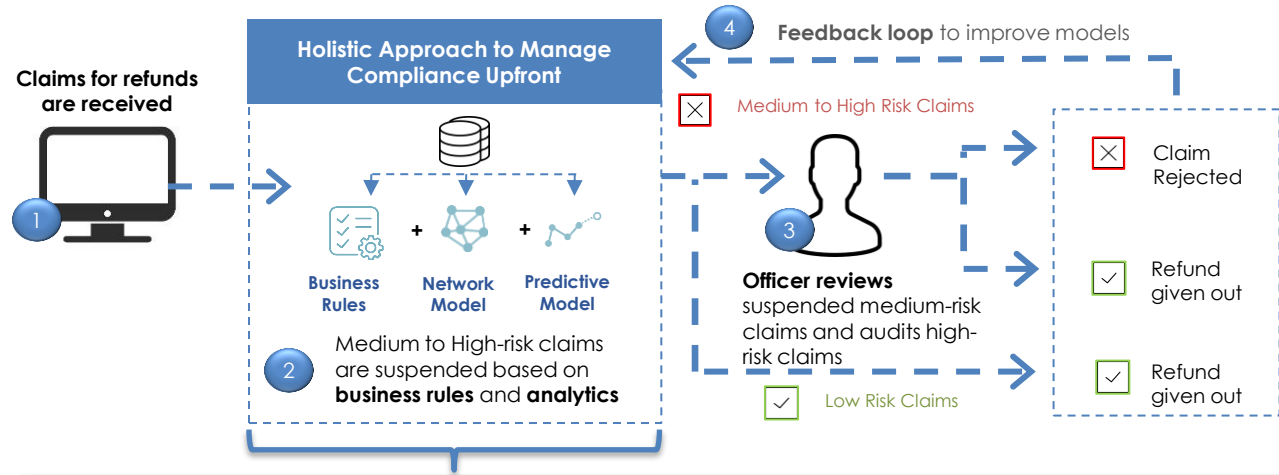 Claims for refunds
are received
1
Holistic Approach to Manage
Compliance Upfront
Business
Rules
+
Network
Model
+
Predictive
Model
2
Medium to High-risk claims
are suspended based on
business rules and analytics
4
Feedback loop to improve models
Medium to High Risk Claims
3
Officer reviews
suspended medium-risk
claims and audits high-
risk claims
Low Risk Claims
Claim
Rejected
Refund
given out
Refund
given out